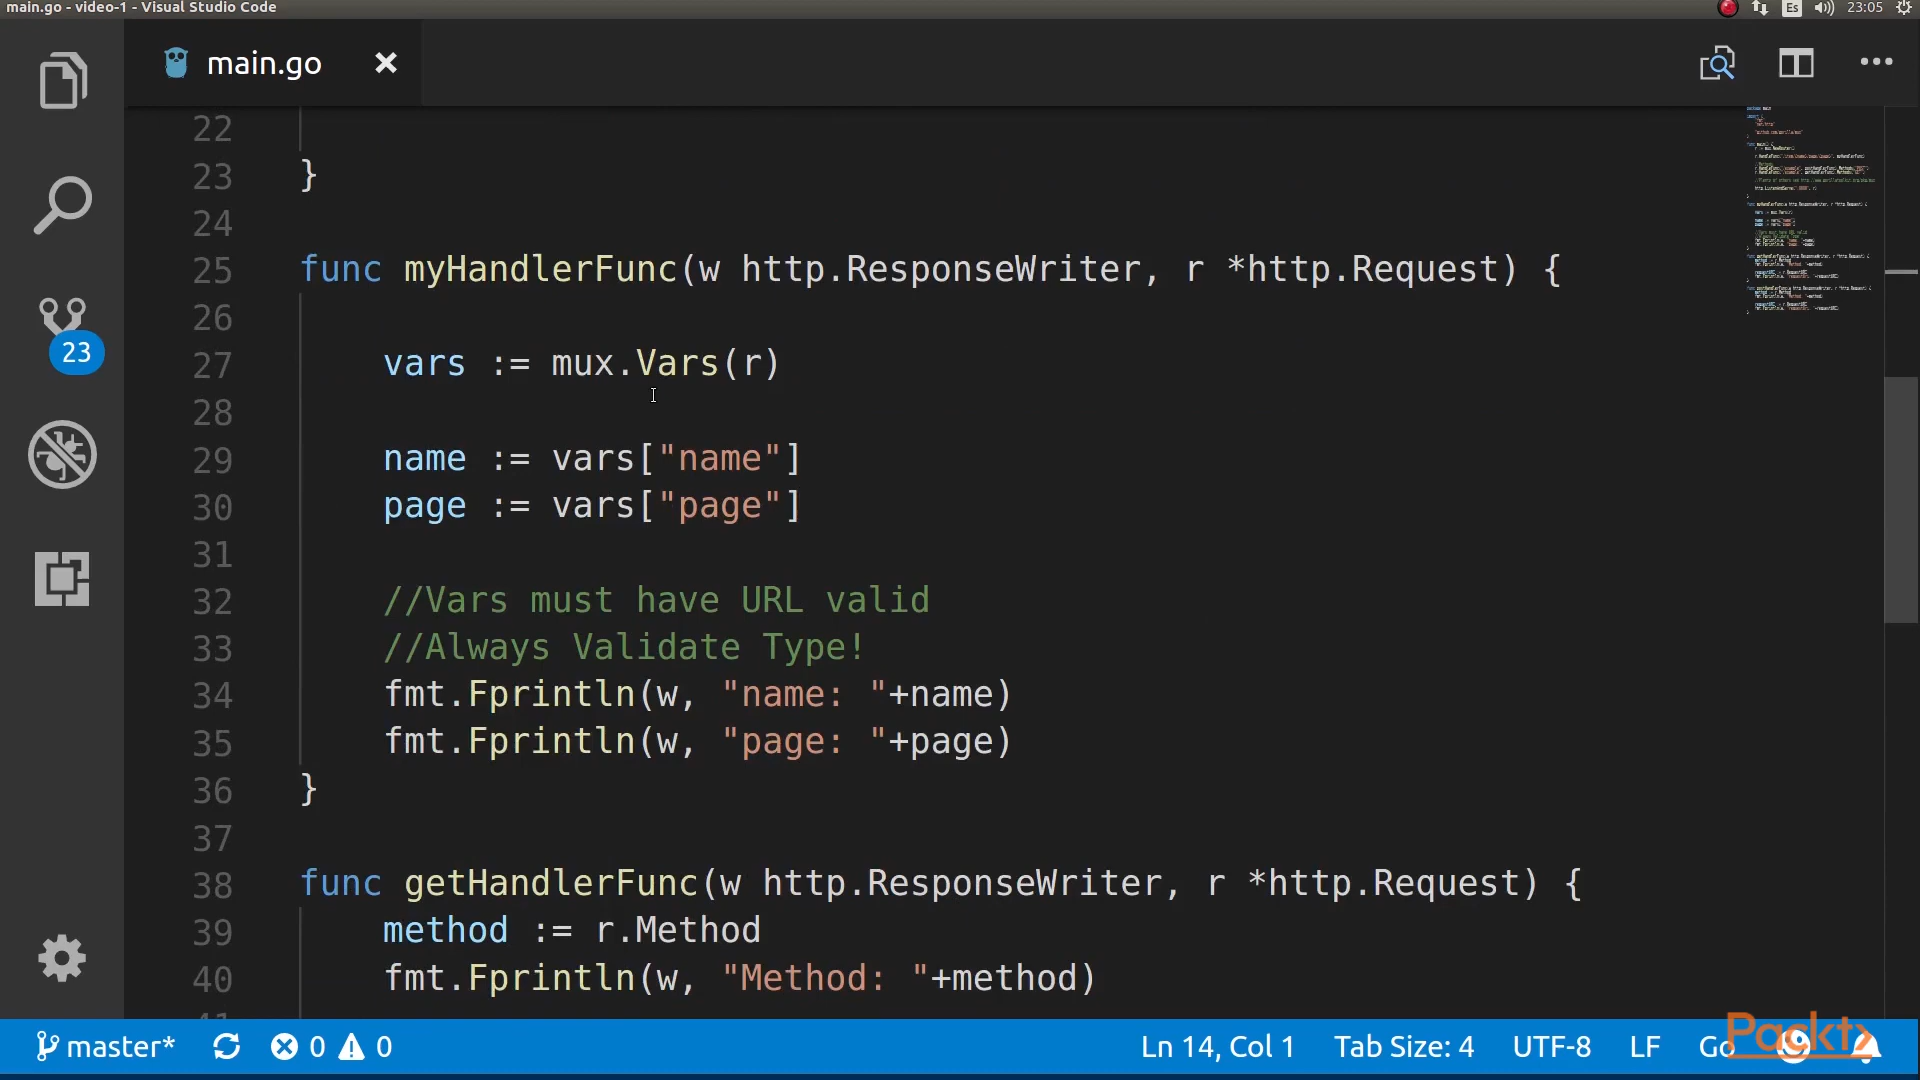 main.go - video-1 - Visual Studio Code
Es
23:05
main.go
22
23 }
24
25 func myHandlerFunc(w http.ResponseWriter, r *http.Request) {
26
27 vars := mux.Vars(r)
28
29 name := vars["name"]
30 page := vars["page"]
31
32 //Vars must have URL valid
33 //Always Validate Type!
34 fmt.Fprintln(w, "name: "+name)
35 fmt.Fprintln(w, "page: "+page)
36 }
37
38 func getHandlerFunc(w http.ResponseWriter, r *http.Request) {
39 method := r.Method
40 fmt.Fprintln(w, "Method: "+method)
23
master* 0 0 Ln 14, Col 1 Tab Size: 4 UTF-8 LF Go
Packt